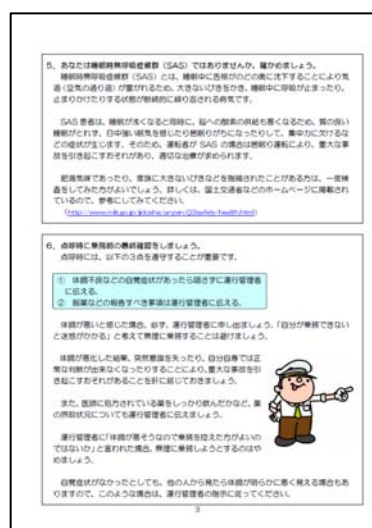 5．あなたは睡眠時無呼吸症候群（SAS）ではありませんか。確かめましょう。
睡眠時無呼吸症候群（SAS）とは、睡眠中に舌根がのどの奥に沈下することにより気
道（空気の通り道）が塞がれるため、大きないびきをかき、睡眠中に呼吸が止まったり、
止まりかけたりする状態が断続的に繰り返される病気です。
SAS 患者は、睡眠が浅くなると同時に、脳への酸素の供給も悪くなるため、質の良い
睡眠がとれず、日中強い眠気を感じたり居眠りがちになったりして、集中力に欠けるな
どの症状が生じます。そのため、運転者が SAS の場合は居眠り運転により、重大な事
故を引き起こすおそれがあり、適切な治療が求められます。
肥満気味であったり、家族に大きないびきなどを指摘されたことがある方は、一度検
査をしてみた方がよいでしょう。詳しくは、国土交通省などのホームページに掲載され
ているので、参考にしてみてください。
6．点呼時に乗務前の最終確認をしましょう。
点呼時には、以下の3点を遵守することが重要です。
① 体調不良などの自覚症状があったら隠さずに運行管理者
に伝える。
② 服薬などの報告すべき事項は運行管理者に伝える。
体調が悪いと感じた場合、必ず、運行管理者に申し出ましょう。「自分が乗務できない
と迷惑がかかる」と考えて無理に乗務することは避けましょう。
体調が悪化した結果、突然意識を失ったり、自分自身では正
常な判断が出来なくなったりすることにより、重大な事故を引
き起こすおそれがあることを肝に銘じておきましょう。
また、医師に処方されている薬をしっかり飲んだかなど、薬
の摂取状況についても運行管理者に伝えましょう。
運行管理者に「体調が悪そうなので乗務を控えた方がよいの
ではないか」と言われた場合、無理に乗務しようとするのはや
めましょう。
自覚症状がなかったとしても、他の人から見たら体調が明らかに悪く見える場合もあ
りますので、このような場合は、運行管理者の指示に従ってください。
3